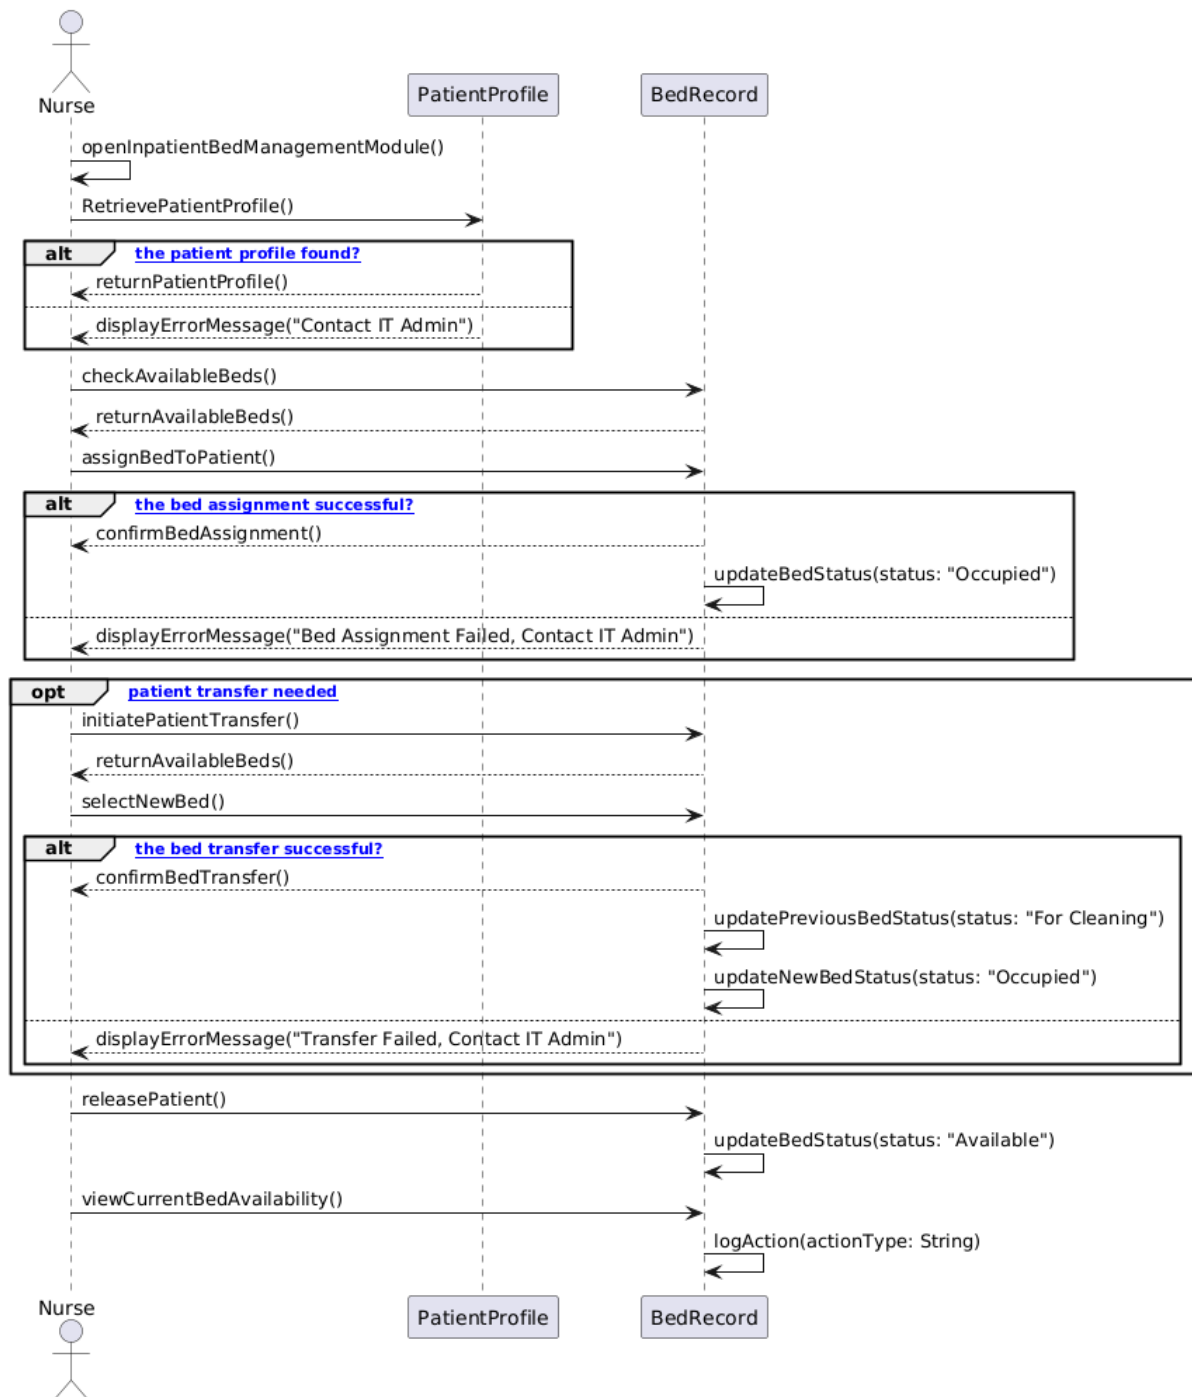 Nurse
PatientProfile
BedRecord
openInpatientBedManagementModule()
RetrievePatientProfile()
alt the patient profile found?
returnPatientProfile()
displayErrorMessage("Contact IT Admin")
checkAvailableBeds()
returnAvailableBeds()
assignBedToPatient()
alt the bed assignment successful?
confirmBedAssignment()
updateBedStatus(status: "Occupied")
displayErrorMessage("Bed Assignment Failed, Contact IT Admin")
opt patient transfer needed
initiatePatientTransfer()
returnAvailableBeds()
selectNewBed()
alt the bed transfer successful?
confirmBedTransfer()
updatePreviousBedStatus(status: "For Cleaning")
updateNewBedStatus(status: "Occupied")
displayErrorMessage("Transfer Failed, Contact IT Admin")
releasePatient()
updateBedStatus(status: "Available")
viewCurrentBedAvailability()
logAction(actionType: String)
Nurse
PatientProfile
BedRecord